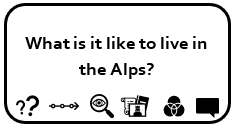 What is it like to live in
the Alps?
??